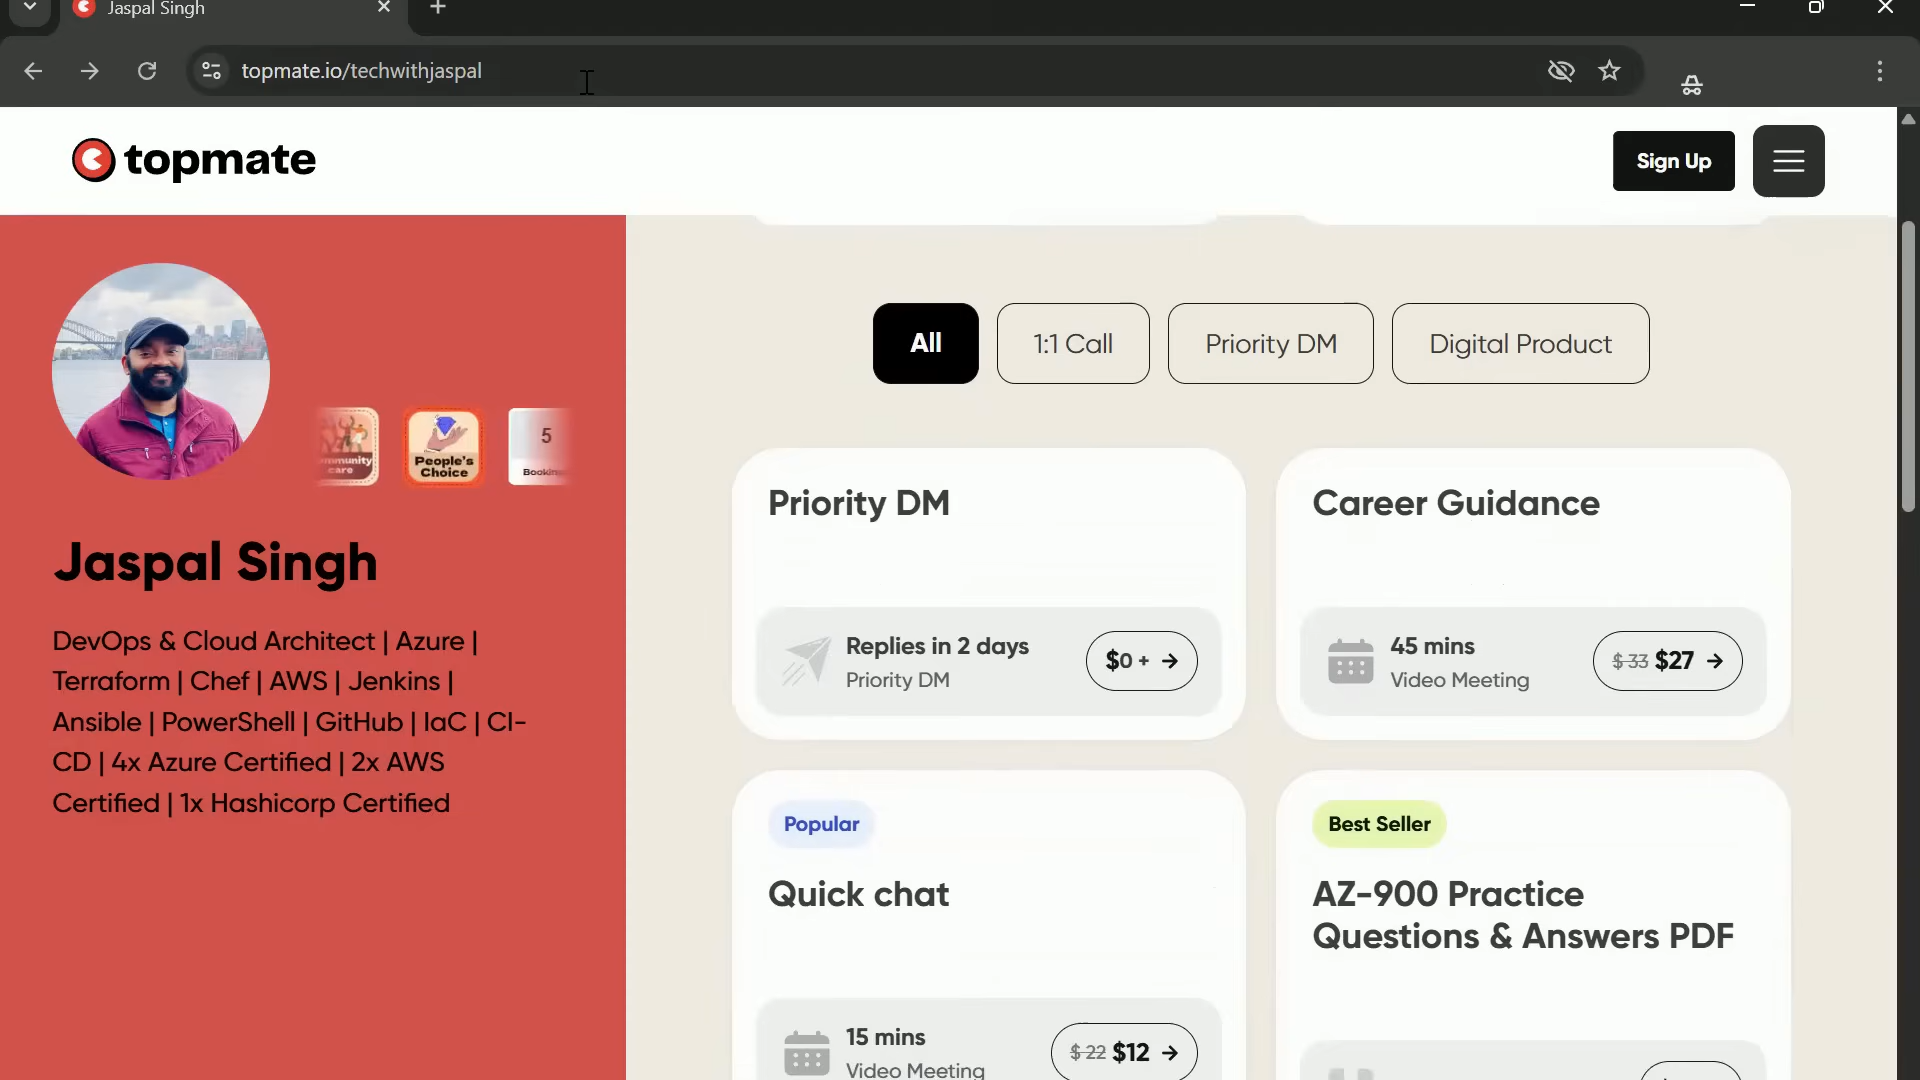 Jaspal Singh
topmate.io/techwithjaspal
topmate
Sign Up
People's
Choice
care
5
Jaspal Singh
DevOps & Cloud Architect | Azure |
Terraform | Chef | AWS | Jenkins |
Ansible | PowerShell | GitHub | IaC | CI-
CD | 4x Azure Certified | 2x AWS
Certified | 1x Hashicorp Certified
All
1:1 Call
Priority DM
Digital Product
Priority DM
Replies in 2 days
Priority DM
$0 +
Career Guidance
45 mins
Video Meeting
$ 33 $27
Popular
Quick chat
15 mins
Video Meeting
$ 22 $12
Best Seller
AZ-900 Practice
Questions & Answers PDF